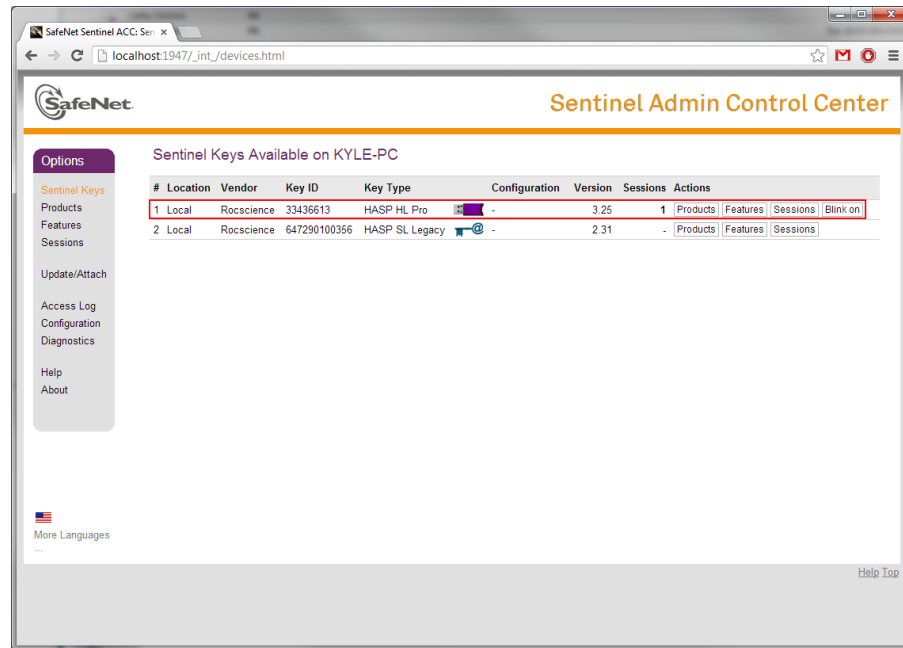 SafeNet Sentinel ACC: Sen
localhost:1947/_int_/devices.html
SafeNet.
Sentinel Admin Control Center
Options
Sentinel Keys
Products
Features
Sessions
Update/Attach
Access Log
Configuration
Diagnostics
Help
About
More Languages
...
Sentinel Keys Available on KYLE-PC
# Location Vendor Key ID Key Type Configuration Version Sessions Actions
1 Local Rocscience 33436613 HASP HL Pro - 3.25 1 Products Features Sessions Blink on
2 Local Rocscience 647290100356 HASP SL Legacy - 2.31 - Products Features Sessions
Help Top